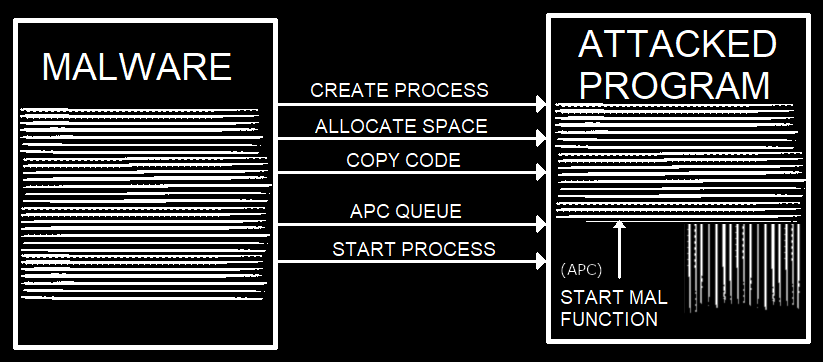 MALWARE
CREATE PROCESS
ALLOCATE SPACE
COPY CODE
APC QUEUE
START PROCESS
ATTACKED
PROGRAM
(APC)
START MAL
FUNCTION